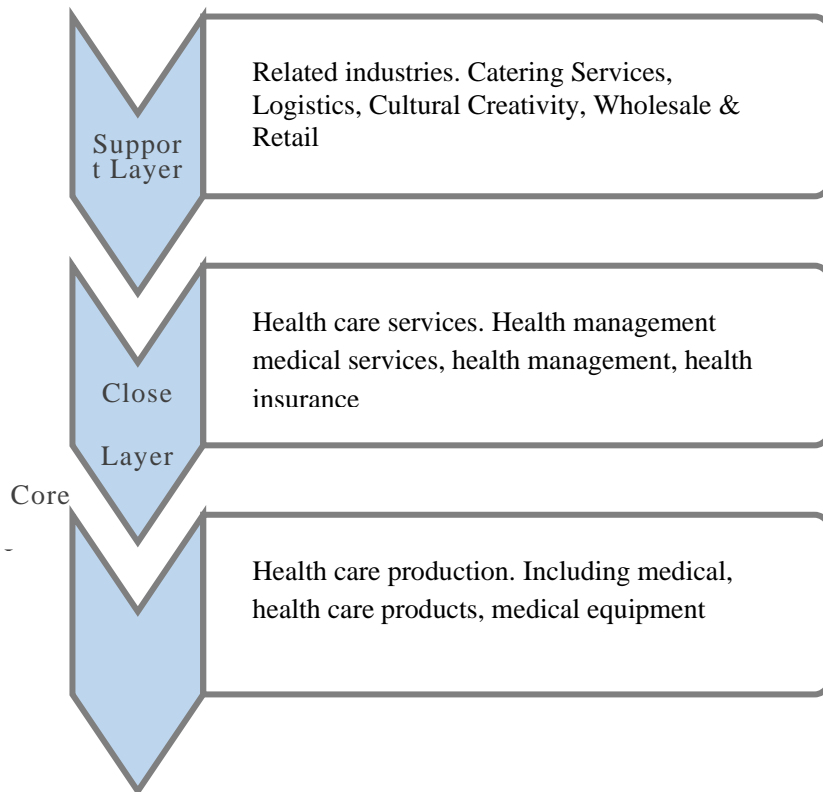 Suppor
t Layer
Related industries. Catering Services,
Logistics, Cultural Creativity, Wholesale &
Retail
Close
Layer
Health care services. Health management
medical services, health management, health
insurance
Core
Health care production. Including medical,
health care products, medical equipment